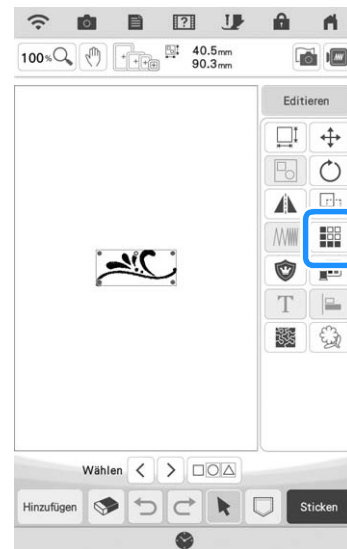 100%
40.5mm
90.3mm
Editieren
T
Wählen
Hinzufügen
Sticken